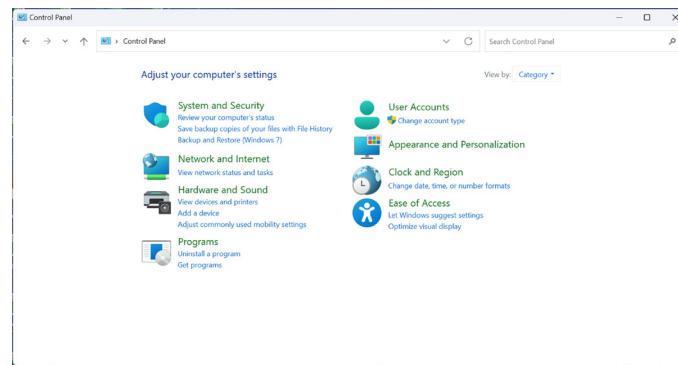 Control Panel
Control Panel
Search Control Panel
Adjust your computer's settings
View by: Category
System and Security
Review your computer's status
Save backup copies of your files with File History
Backup and Restore (Windows 7)
Network and Internet
View network status and tasks
Hardware and Sound
View devices and printers
Add a device
Adjust commonly used mobility settings
Programs
Uninstall a program
Get programs
User Accounts
Change account type
Appearance and Personalization
Clock and Region
Change date, time, or number formats
Ease of Access
Let Windows suggest settings
Optimize visual display